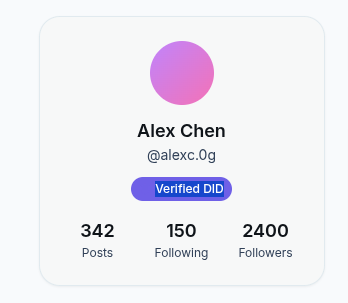 Alex Chen
@alexc.0g
Verified DID
342 150 2400
Posts Following Followers